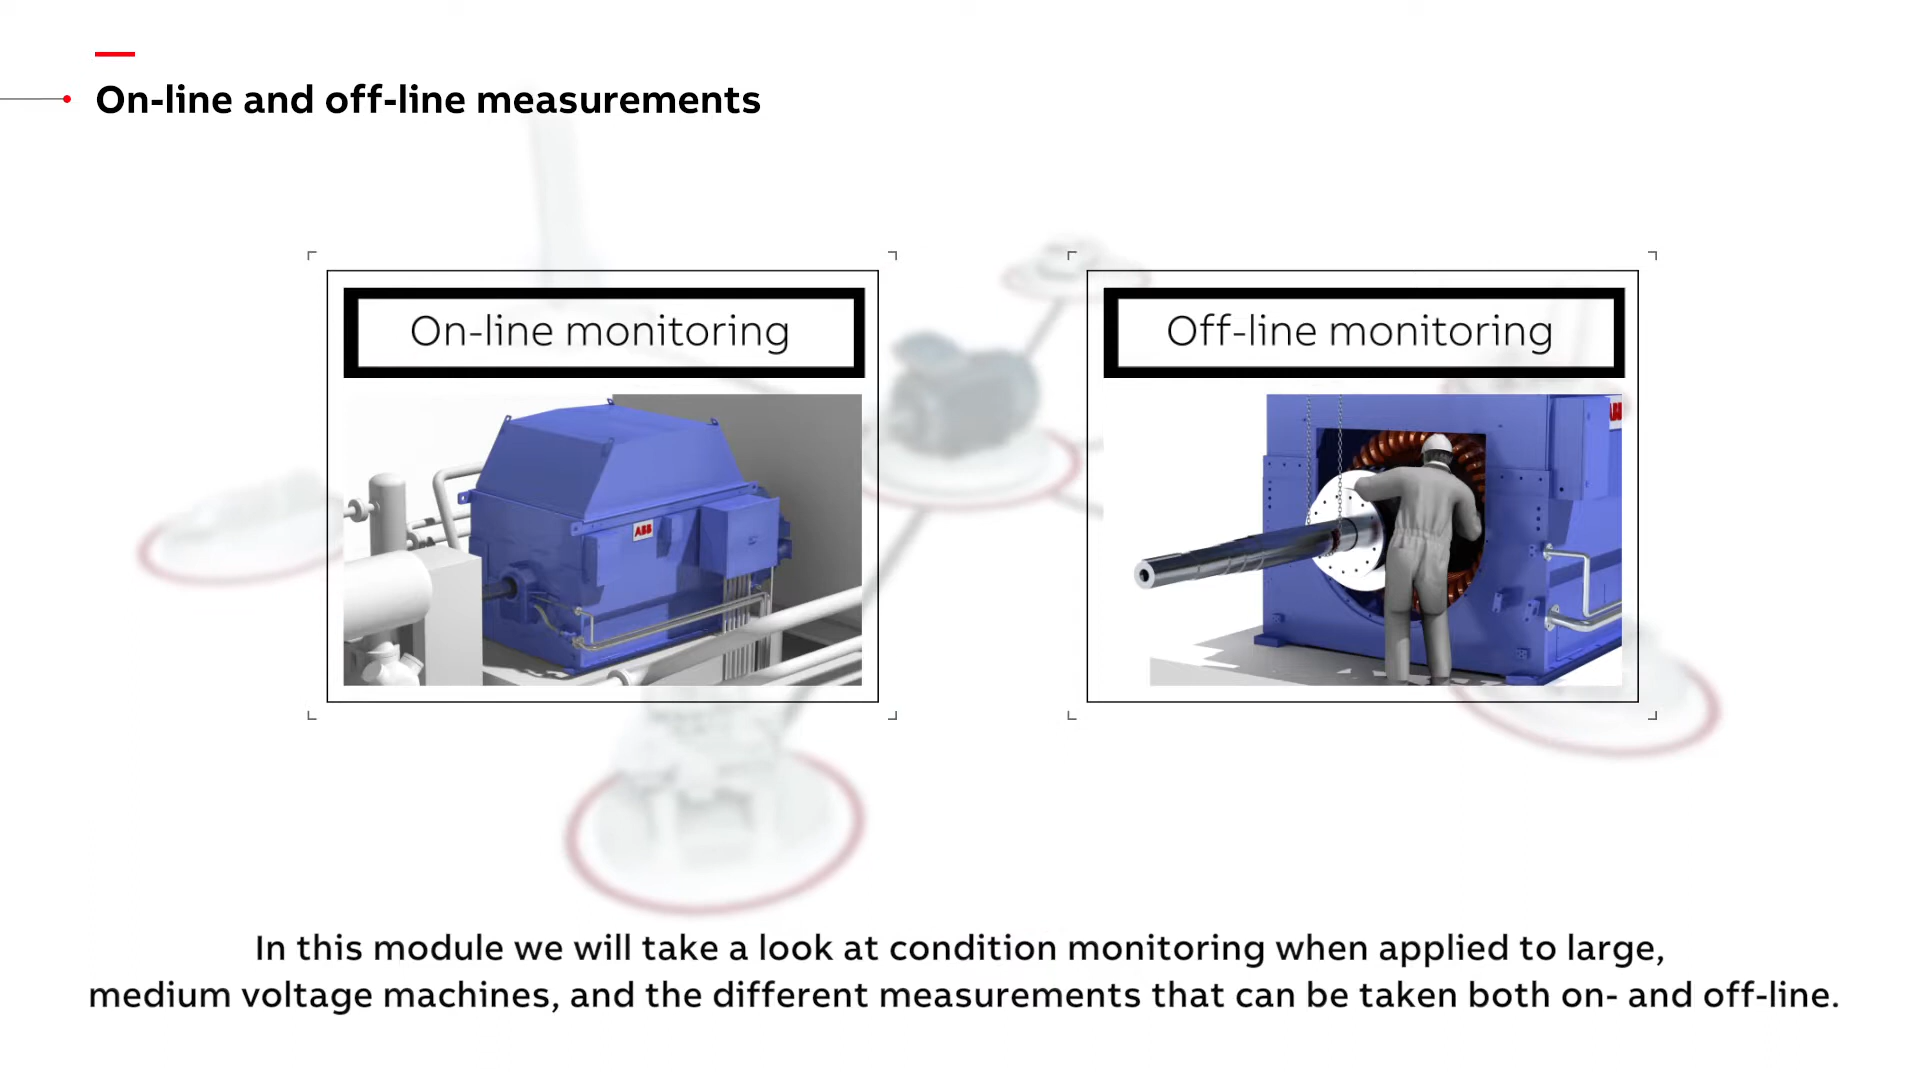 On-line and off-line measurements
On-line monitoring
Off-line monitoring
ABB
In this module we will take a look at condition monitoring when applied to large,
medium voltage machines, and the different measurements that can be taken both on- and off-line.